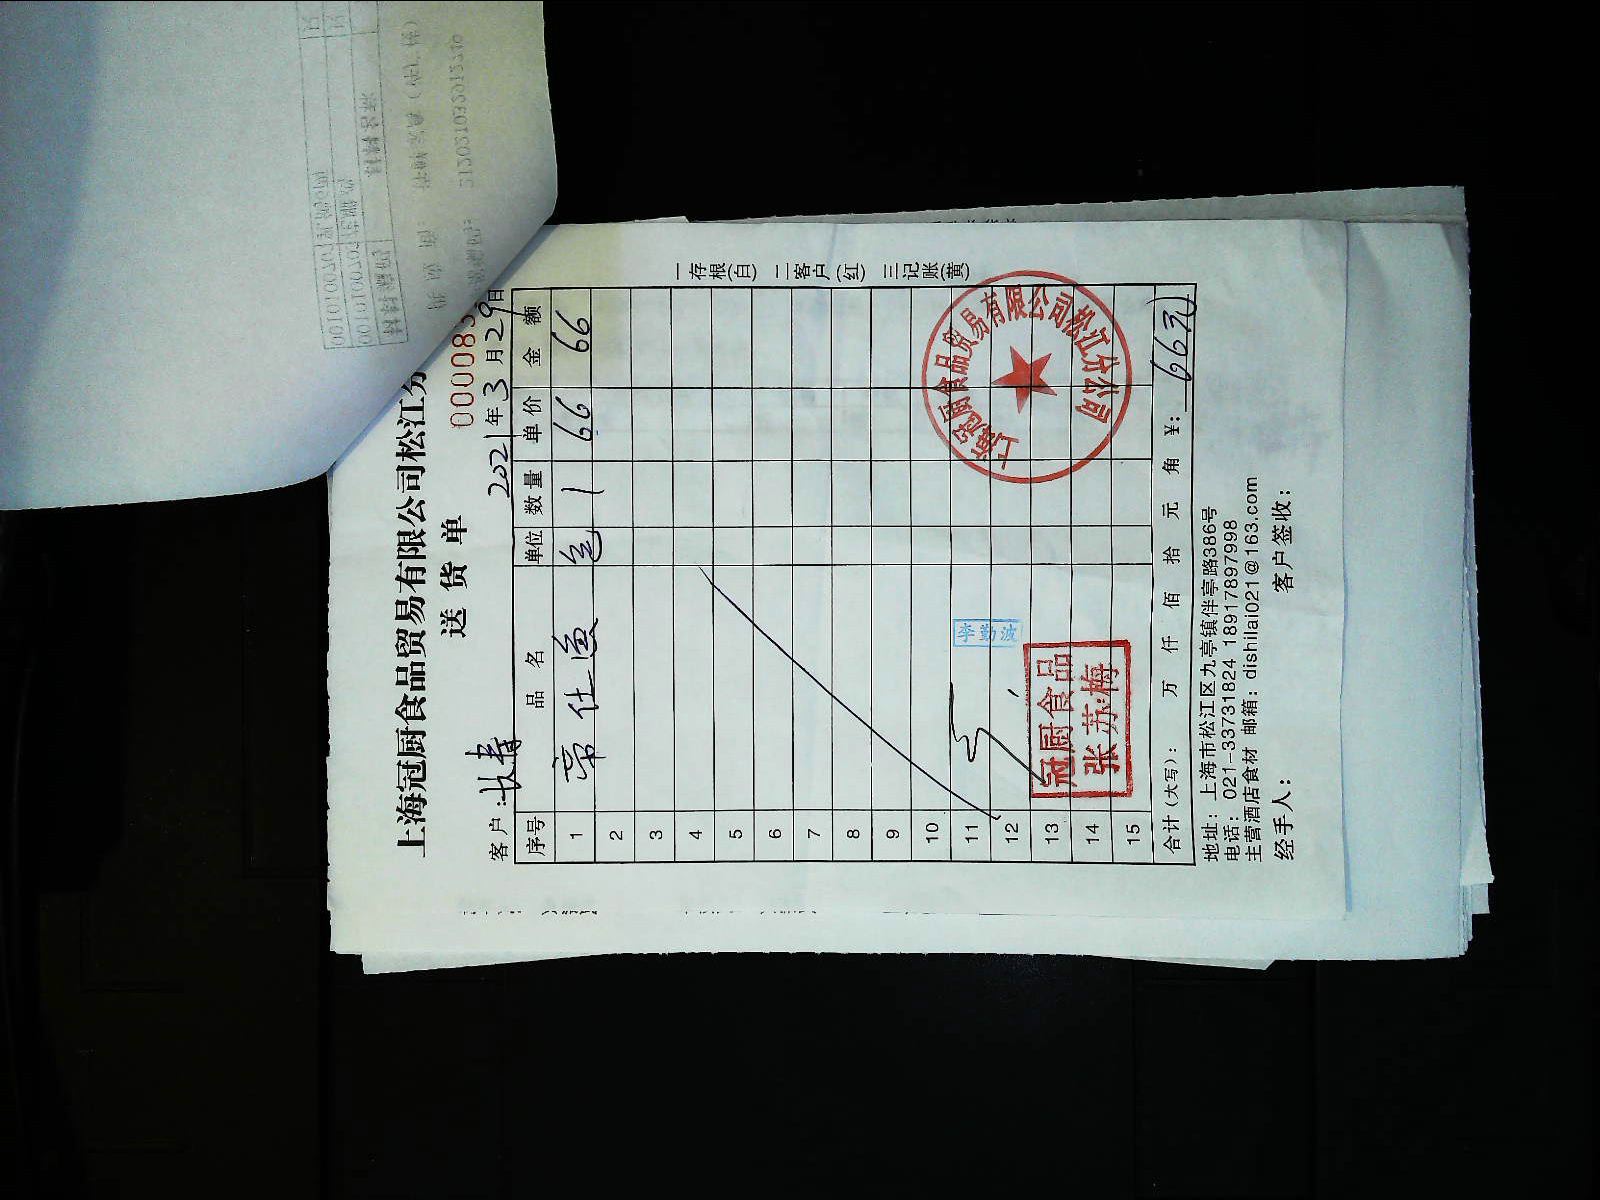 上海冠厨食品贸易有限公司松江分
送货单
000083
客户：
2021年3月29日
序号 品名 单位 数量 单价 金额
1 帝仕 包 1 66 66
2
3
4
5
6
7
8
9
10
11
12
13
14
15
李勤波
冠厨食品
张苏梅
上海冠厨食品贸易有限公司松江分公司
合计（大写）： 万 仟 佰 拾 元 角 ¥：66元
地址：上海市松江区九亭镇伴亭路386号
电话：021-33731824 18917897998
主营酒店食材 邮箱：dishilai021@163.com
经手人： 客户签收：
一存根(白) 二客户(红) 三记账(黄)